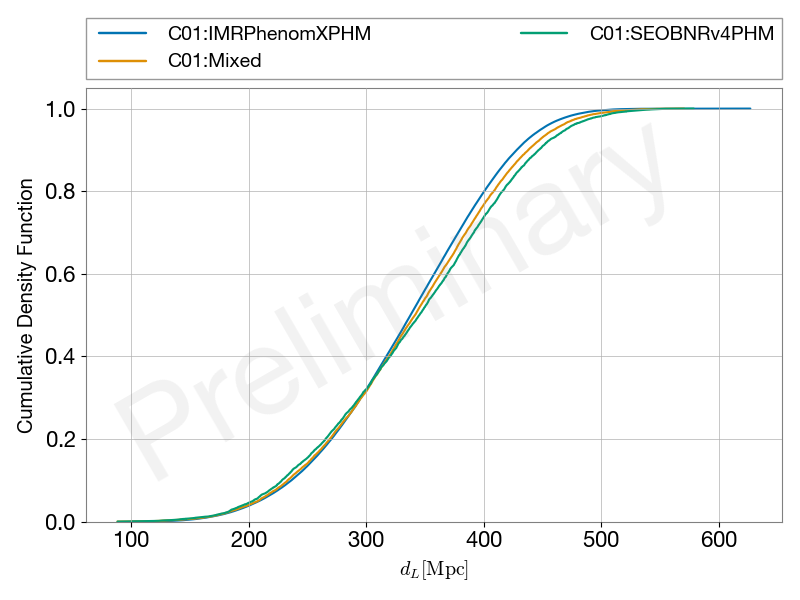 C01:IMRPhenomXPHM
C01:Mixed
C01:SEOBNRv4PHM
1.0
0.8
0.6
0.4
0.2
0.0
Cumulative Density Function
Preliminary
100 200 300 400 500 600
d_L[Mpc]